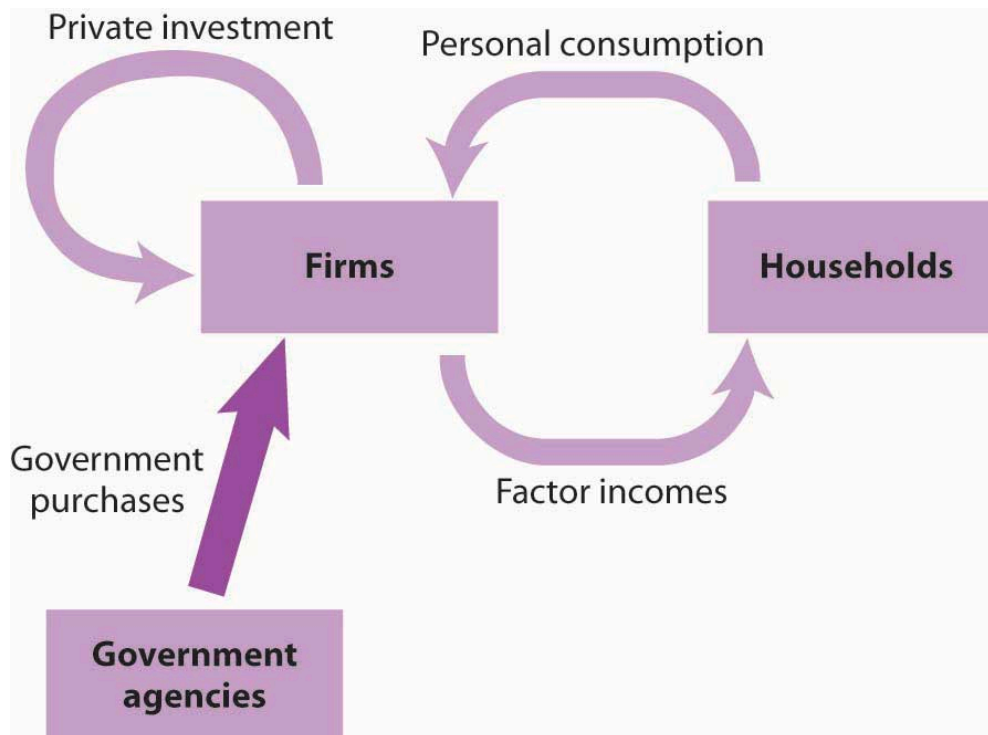 Private investment
Personal consumption
Firms
Households
Government
purchases
Factor incomes
Government
agencies